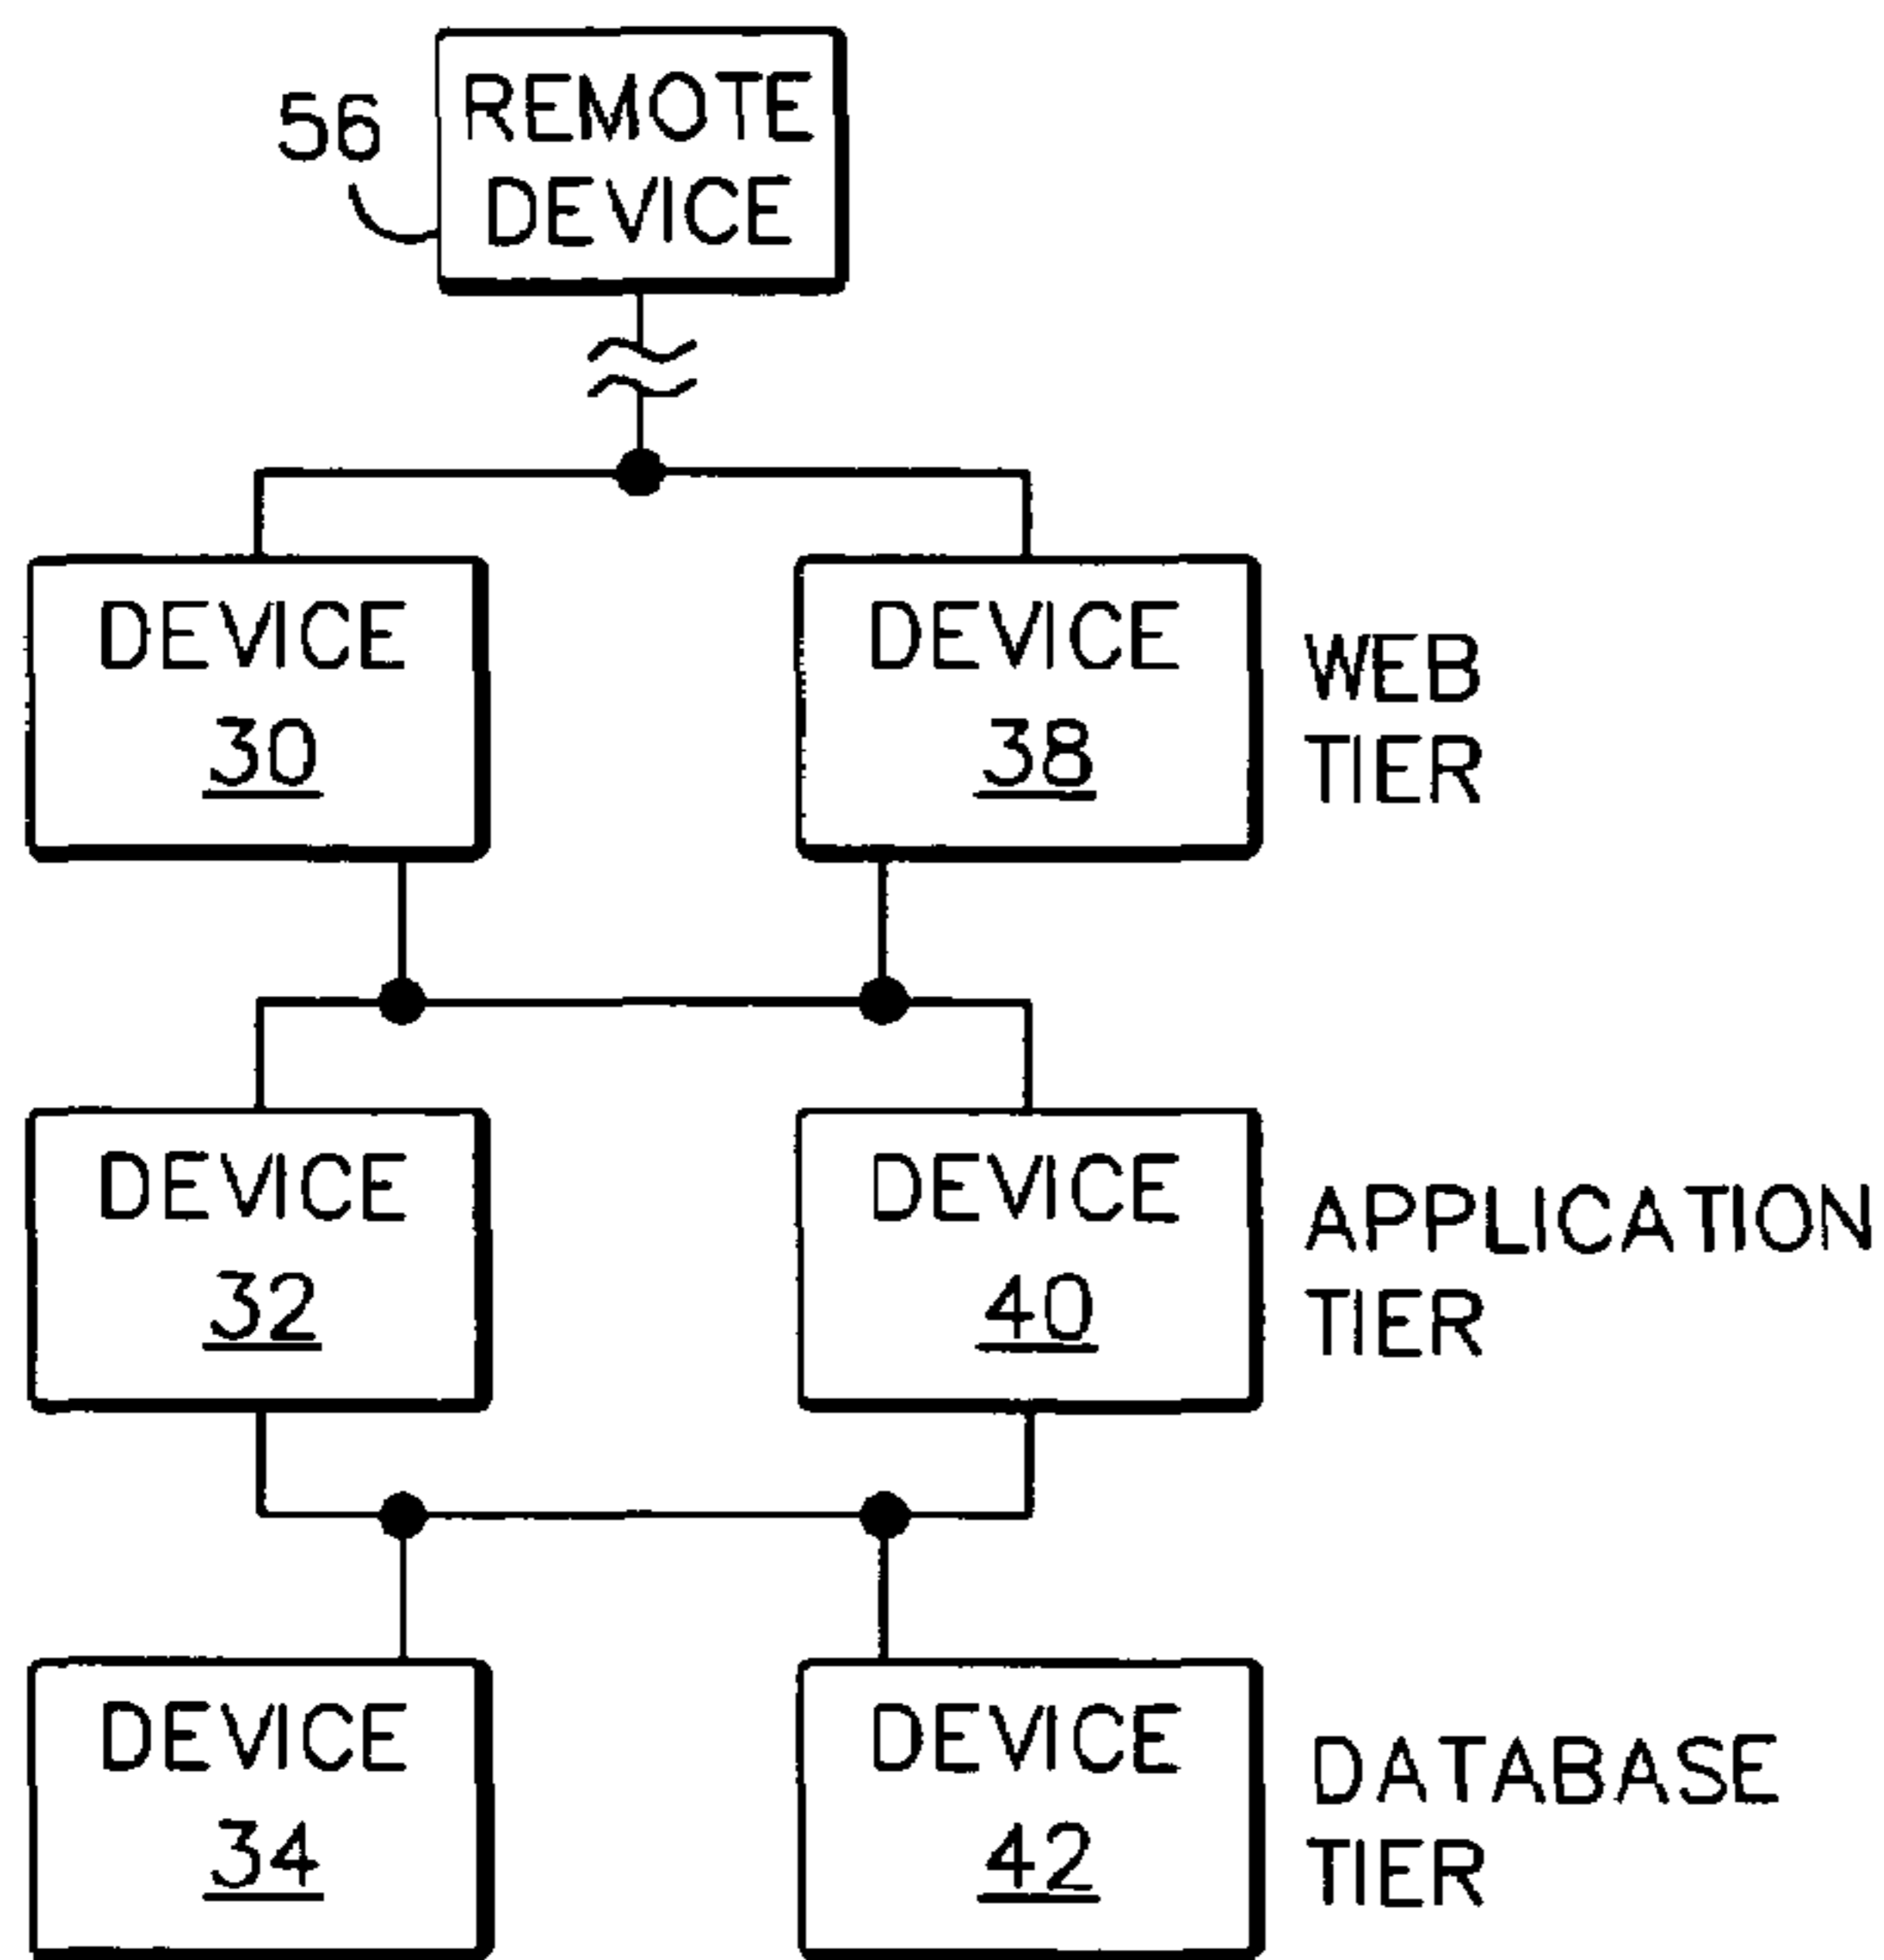 56
REMOTE
DEVICE
DEVICE
30
DEVICE
38
WEB
TIER
DEVICE
32
DEVICE
40
APPLICATION
TIER
DEVICE
34
DEVICE
42
DATABASE
TIER